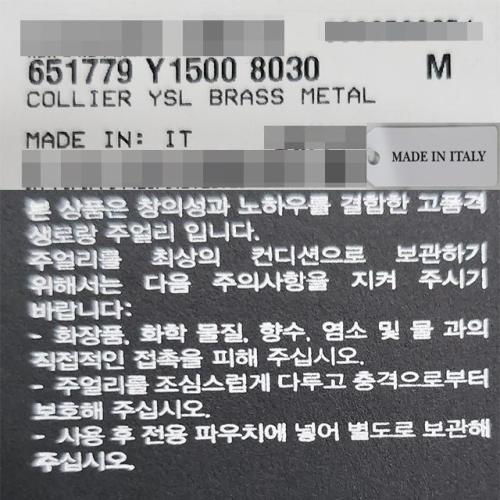 651779 Y1500 8030 M
COLLIER YSL BRASS METAL
MADE IN: IT
MADE IN ITALY
본 상품은 창의성과 노하우를 결합한 고품격
생로랑 주얼리 입니다.
주얼리를 최상의 컨디션으로 보관하기
위해서는 다음 주의사항을 지켜 주시기
바랍니다:
- 화장품, 화학 물질, 향수, 염소 및 물 과의
직접적인 접촉을 피해 주십시오.
- 주얼리를 조심스럽게 다루고 충격으로부터
보호해 주십시오.
- 사용 후 전용 파우치에 넣어 별도로 보관해
주십시오.